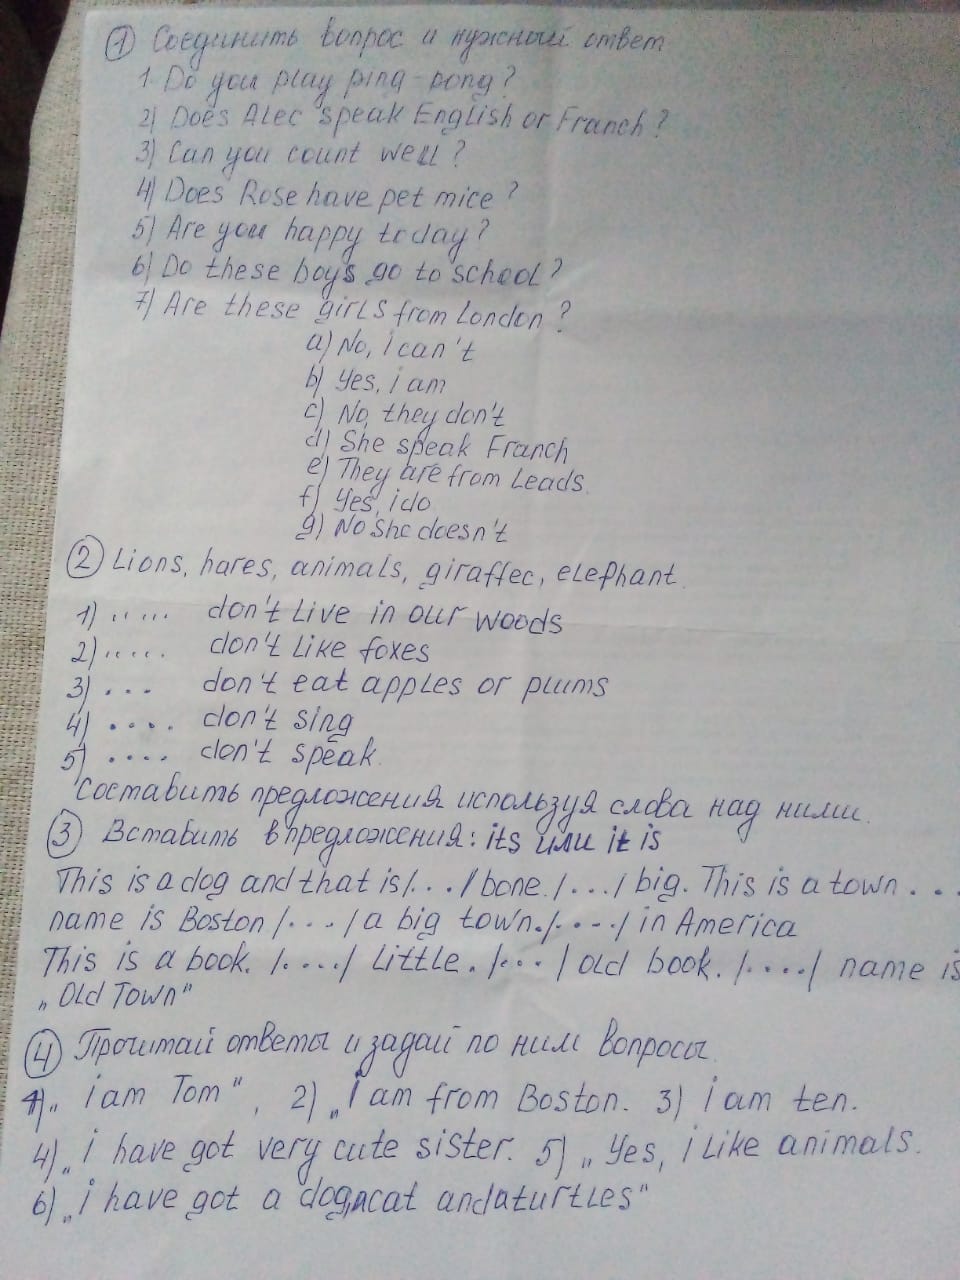 ① Соединить вопрос и нужный ответ
1. Do you play ping-pong?
2) Does Alec speak English or Franch?
3) Can you count well?
4) Does Rose have pet mice?
5) Are you happy today?
6) Do these boys go to school?
7) Are these girls from London?
a) No, i can't
b) Yes, i am
c) No, they don't
d) She speak Franch
e) They are from Leads.
f) Yes, i do
g) No she doesn't
② Lions, hares, animals, giraffec, elephant.
1) ..... don't live in our woods
2) ..... don't like foxes
3) ... don't eat apples or plums
4) .... don't sing
5) .... don't speak.
Составить предложения используя слова над ними.
③ Вставить в предложения: its или it is
This is a dog and that is /.../ bone. /.../ big. This is a town ...
name is Boston /.../ a big town. /..../ in America
This is a book. /..../ little. /.../ old book. /..../ name is
„Old Town"
④ Прочитай ответы и задай по ним вопросы.
1) „i am Tom", 2) „i am from Boston. 3) i am ten.
4) „i have got very cute sister. 5) „Yes, i like animals.
6) „i have got a dog, a cat and a turtles"